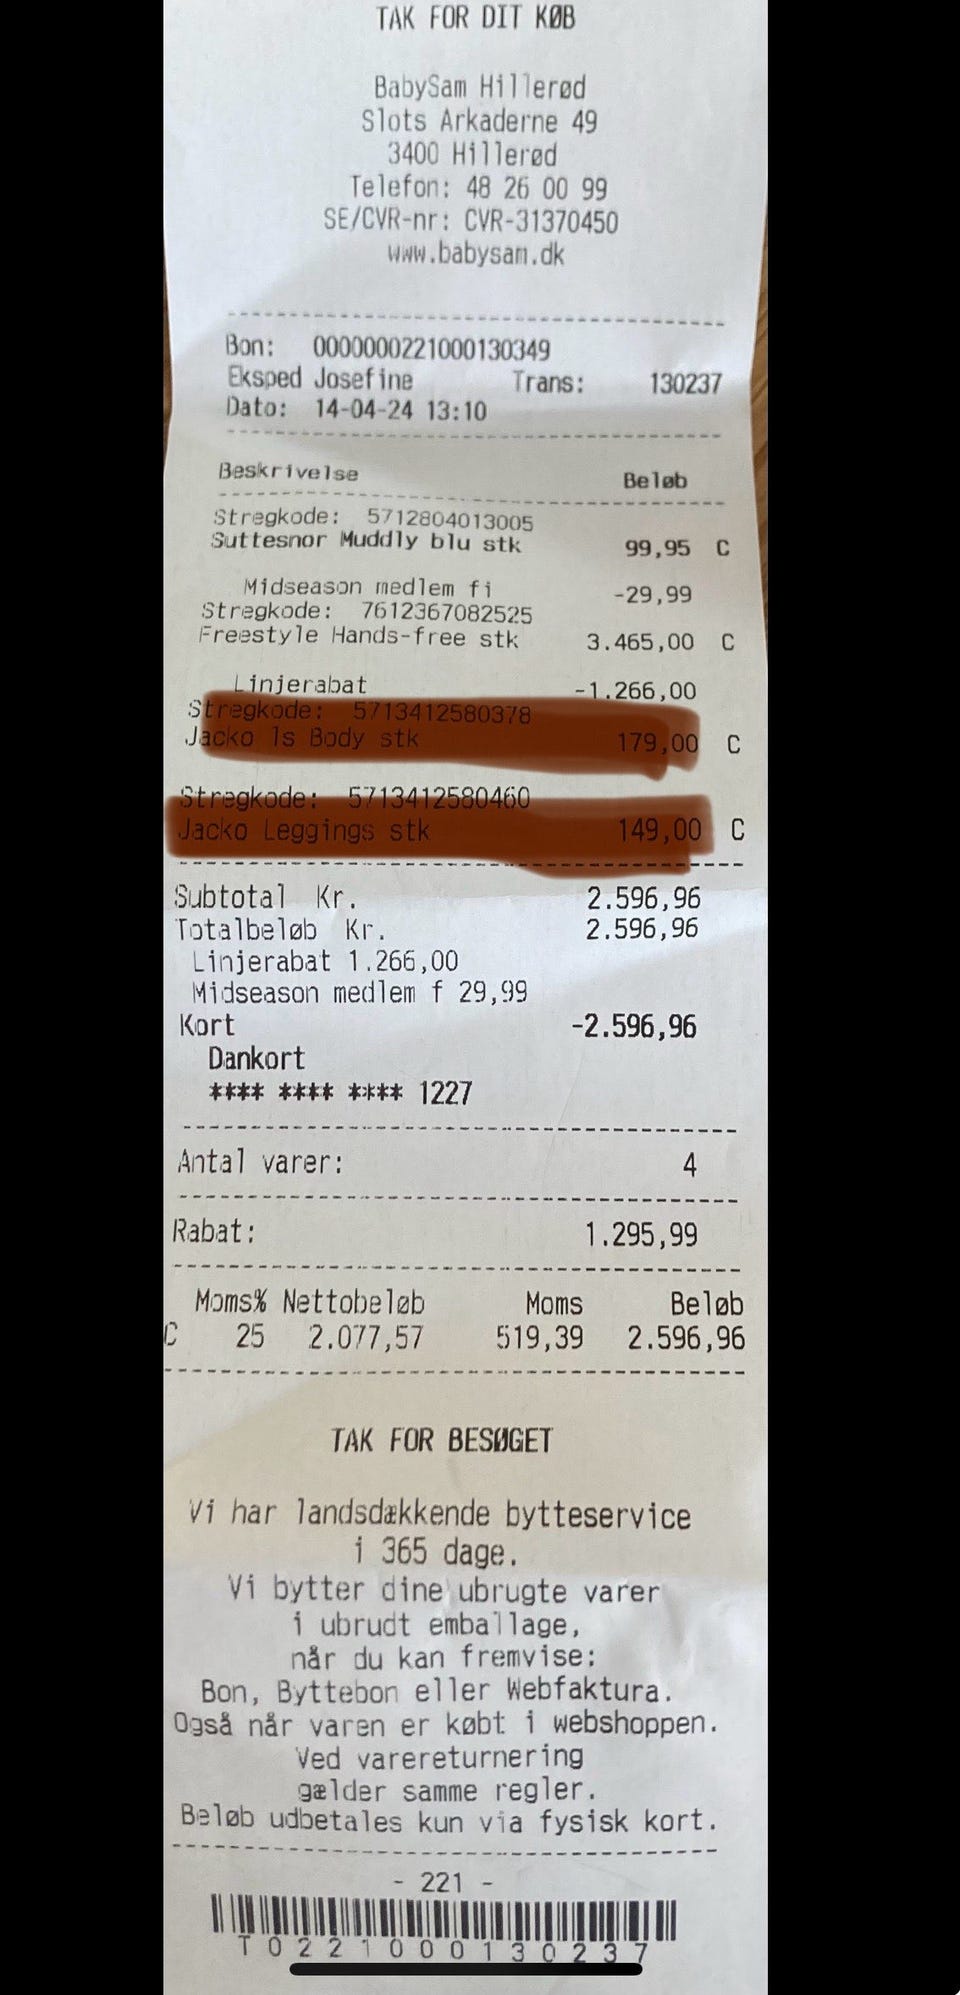 TAK FOR DIT KØB
BabySam Hillerød
Slots Arkaderne 49
3400 Hillerød
Telefon: 48 26 00 99
SE/CVR-nr: CVR-31370450
www.babysam.dk
Bon: 0000000221000130349
Eksped Josefine Trans: 130237
Dato: 14-04-24 13:10
Beskrivelse Beløb
Stregkode: 5712804013005
Suttesnor Muddly blu stk 99,95 C
Midseason medlem fi -29,99
Stregkode: 7612367082525
Freestyle Hands-free stk 3.465,00 C
Linjerabat -1.266,00
Stregkode: 5713412580378
Jacko ls Body stk 179,00 C
Stregkode: 5713412580460
Jacko Leggings stk 149,00 C
Subtotal Kr. 2.596,96
Totalbeløb Kr. 2.596,96
Linjerabat 1.266,00
Midseason medlem f 29,99
Kort -2.596,96
Dankort
**** **** **** 1227
Antal varer: 4
Rabat: 1.295,99
Moms% Nettobeløb Moms Beløb
C 25 2.077,57 519,39 2.596,96
TAK FOR BESØGET
Vi har landsdækkende bytteservice
i 365 dage.
Vi bytter dine ubrugte varer
i ubrudt emballage,
når du kan fremvise:
Bon, Byttebon eller Webfaktura.
Også når varen er købt i webshoppen.
Ved varereturnering
gælder samme regler.
Beløb udbetales kun via fysisk kort.
- 221 -
T0221000130237